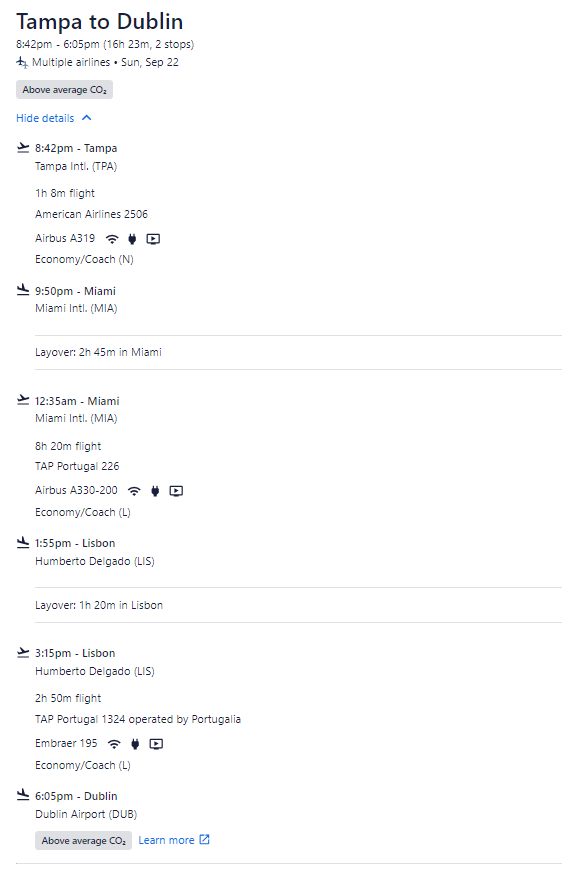 Tampa to Dublin
8:42pm - 6:05pm (16h 23m, 2 stops)
Multiple airlines • Sun, Sep 22
Above average CO₂
Hide details
8:42pm - Tampa
Tampa Intl. (TPA)
1h 8m flight
American Airlines 2506
Airbus A319
Economy/Coach (N)
9:50pm - Miami
Miami Intl. (MIA)
Layover: 2h 45m in Miami
12:35am - Miami
Miami Intl. (MIA)
8h 20m flight
TAP Portugal 226
Airbus A330-200
Economy/Coach (L)
1:55pm - Lisbon
Humberto Delgado (LIS)
Layover: 1h 20m in Lisbon
3:15pm - Lisbon
Humberto Delgado (LIS)
2h 50m flight
TAP Portugal 1324 operated by Portugalia
Embraer 195
Economy/Coach (L)
6:05pm - Dublin
Dublin Airport (DUB)
Above average CO₂ Learn more